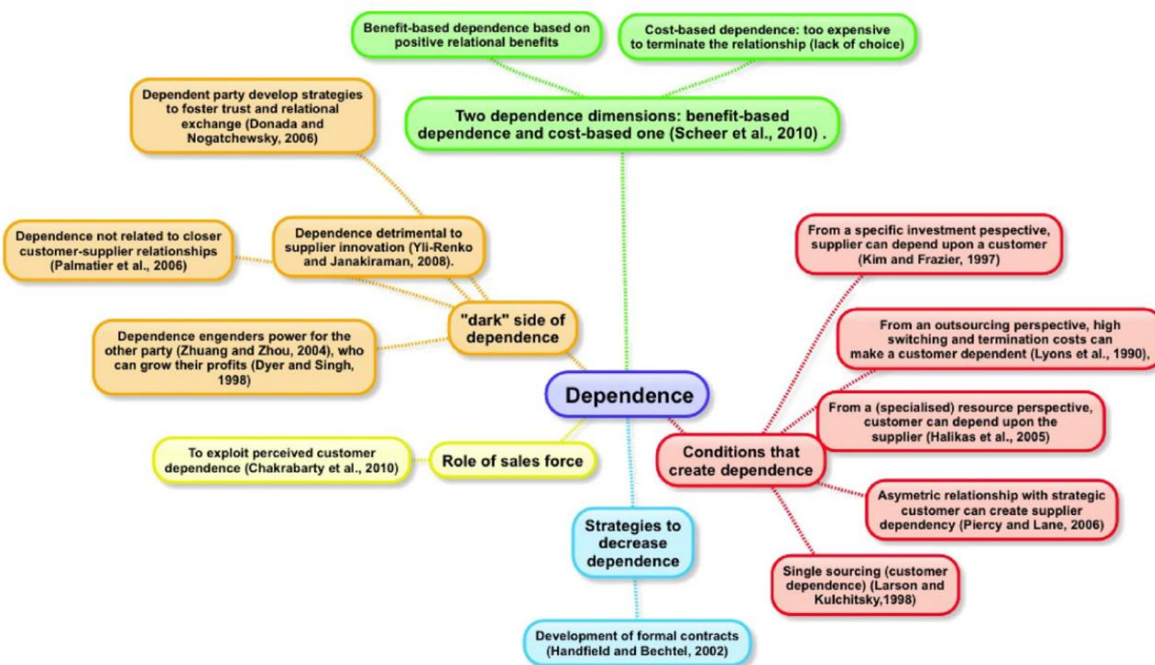 Benefit-based dependence based on
positive relational benefits
Cost-based dependence: too expensive
to terminate the relationship (lack of choice)
Two dependence dimensions: benefit-based
dependence and cost-based one (Scheer et al., 2010) .
Dependent party develop strategies
to foster trust and relational
exchange (Donada and
Nogatchewsky, 2006)
Dependence not related to closer
customer-supplier relationships
(Palmatier et al., 2006)
Dependence detrimental to
supplier innovation (Yli-Renko
and Janakiraman, 2008).
"dark" side of
dependence
Dependence engenders power for the
other party (Zhuang and Zhou, 2004), who
can grow their profits (Dyer and Singh,
1998)
Dependence
To exploit perceived customer
dependence (Chakrabarty et al., 2010)
Role of sales force
Strategies to
decrease
dependence
Development of formal contracts
(Handfield and Bechtel, 2002)
Conditions that
create dependence
From a specific investment pespective,
supplier can depend upon a customer
(Kim and Frazier, 1997)
From an outsourcing perspective, high
switching and termination costs can
make a customer dependent (Lyons et al., 1990),
From a (specialised) resource perspective,
customer can depend upon the
supplier (Halikas et al., 2005)
Asymetric relationship with strategic
customer can create supplier
dependency (Piercy and Lane, 2006)
Single sourcing (customer
dependence) (Larson and
Kulchitsky,1998)